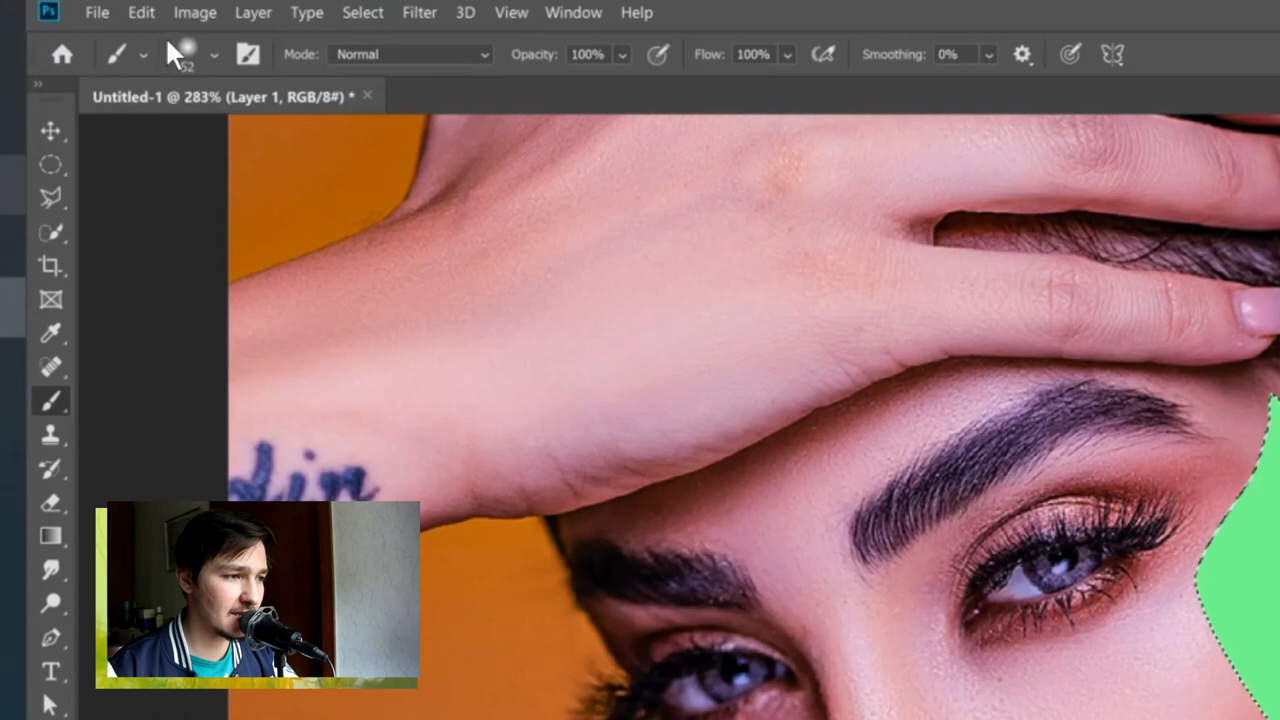 Ps File Edit Image Layer Type Select Filter 3D View Window Help
52 Mode: Normal Opacity: 100% Flow: 100% Smoothing: 0%
Untitled-1 @ 283% (Layer 1, RGB/8#) *
T